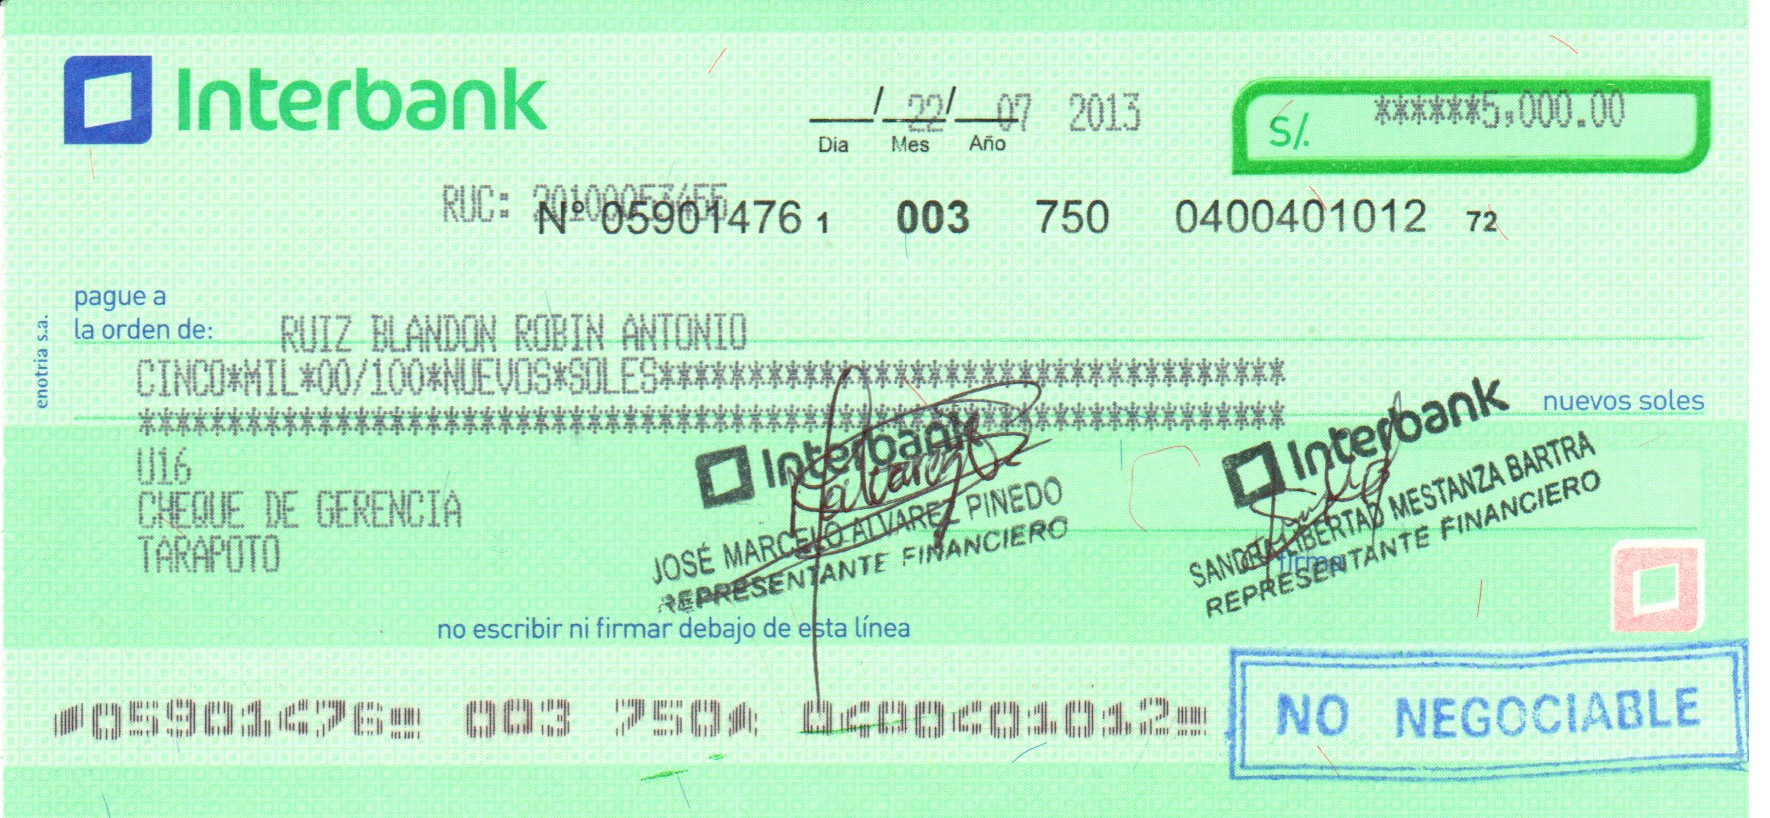 Interbank
22 07 2013
Dia / Mes / Año
S/. ******5,000.00
RUC: 20100053455
Nº 05901476 1 003 750 0400401012 72
pague a
la orden de: RUIZ BLANDON ROBIN ANTONIO
CINCO*MIL*00/100*NUEVOS*SOLES
nuevos soles
enotria s.a.
U16
CHEQUE DE GERENCIA
TARAPOTO
Interbank
JOSÉ MARCELO ALVAREZ PINEDO
REPRESENTANTE FINANCIERO
Interbank
SANDRA LIBERTAD MESTANZA BARTRA
REPRESENTANTE FINANCIERO
firma
no escribir ni firmar debajo de esta línea
05901476 003 750 0400401012
NO NEGOCIABLE